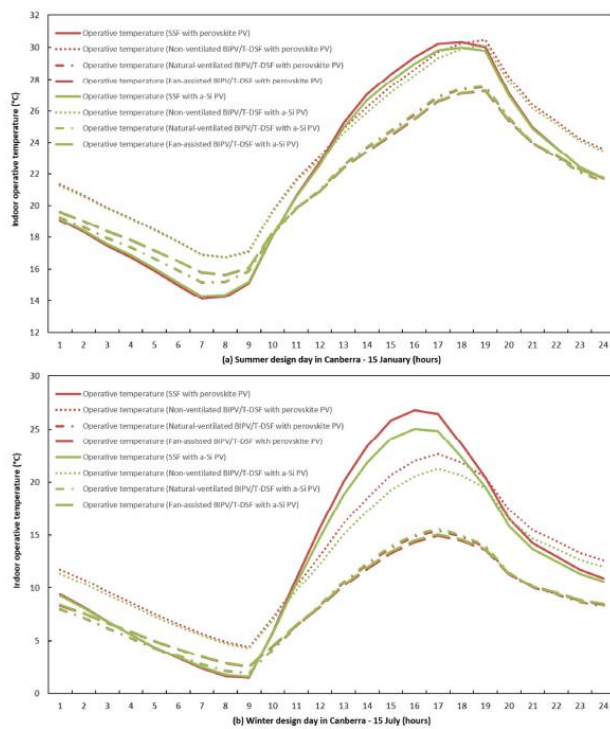 32
30
28
26
24
22
20
18
16
14
12
Indoor operative temperature (°C)
Operative temperature (SSF with perovskite PV)
Operative temperature (Non-ventilated BIPV/T-DSF with perovskite PV)
Operative temperature (Natural-ventilated BIPV/T-DSF with perovskite PV)
Operative temperature (Fan-assisted BIPV/T-DSF with perovskite PV)
Operative temperature (SSF with a-Si PV)
Operative temperature (Non-ventilated BIPV/T-DSF with a-Si PV)
Operative temperature (Natural-ventilated BIPV/T-DSF with a-Si PV)
Operative temperature (Fan-assisted BIPV/T-DSF with a-Si PV)
1 2 3 4 5 6 7 8 9 10 11 12 13 14 15 16 17 18 19 20 21 22 23 24
(a) Summer design day in Canberra - 15 January (hours)
30
25
20
15
10
5
0
Indoor operative temperature (°C)
Operative temperature (SSF with perovskite PV)
Operative temperature (Non-ventilated BIPV/T-DSF with perovskite PV)
Operative temperature (Natural-ventilated BIPV/T-DSF with perovskite PV)
Operative temperature (Fan-assisted BIPV/T-DSF with perovskite PV)
Operative temperature (SSF with a-Si PV)
Operative temperature (Non-ventilated BIPV/T-DSF with a-Si PV)
Operative temperature (Natural-ventilated BIPV/T-DSF with a-Si PV)
Operative temperature (Fan-assisted BIPV/T-DSF with a-Si PV)
1 2 3 4 5 6 7 8 9 10 11 12 13 14 15 16 17 18 19 20 21 22 23 24
(b) Winter design day in Canberra - 15 July (hours)